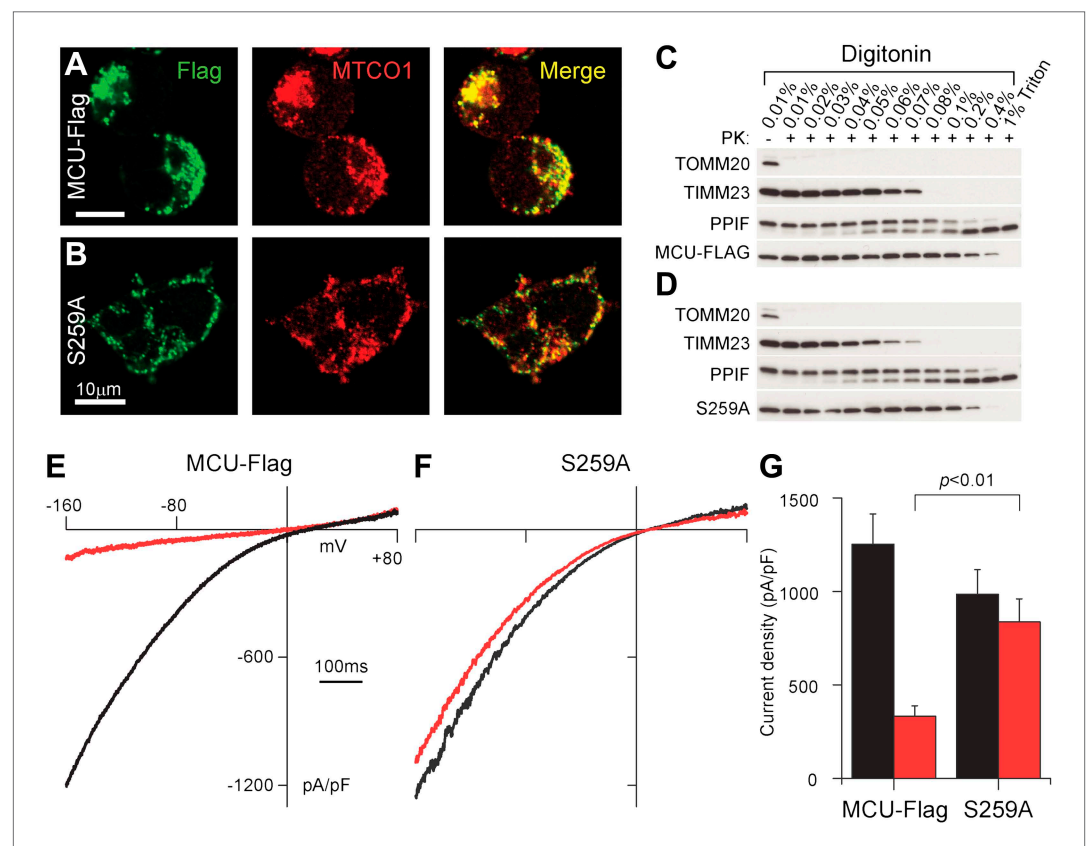 A
MCU-Flag
Flag
MTCO1
Merge
B
S259A
10μm
C
Digitonin
0.01% 0.01% 0.02% 0.03% 0.04% 0.05% 0.06% 0.07% 0.08% 0.1% 0.2% 0.4% 1% Triton
PK: - + + + + + + + + + + + +
TOMM20
TIMM23
PPIF
MCU-FLAG
D
TOMM20
TIMM23
PPIF
S259A
E
MCU-Flag
-160
-80
mV
+80
-600
100ms
-1200
pA/pF
F
S259A
G
p<0.01
Current density (pA/pF)
1500
1000
500
0
MCU-Flag
S259A